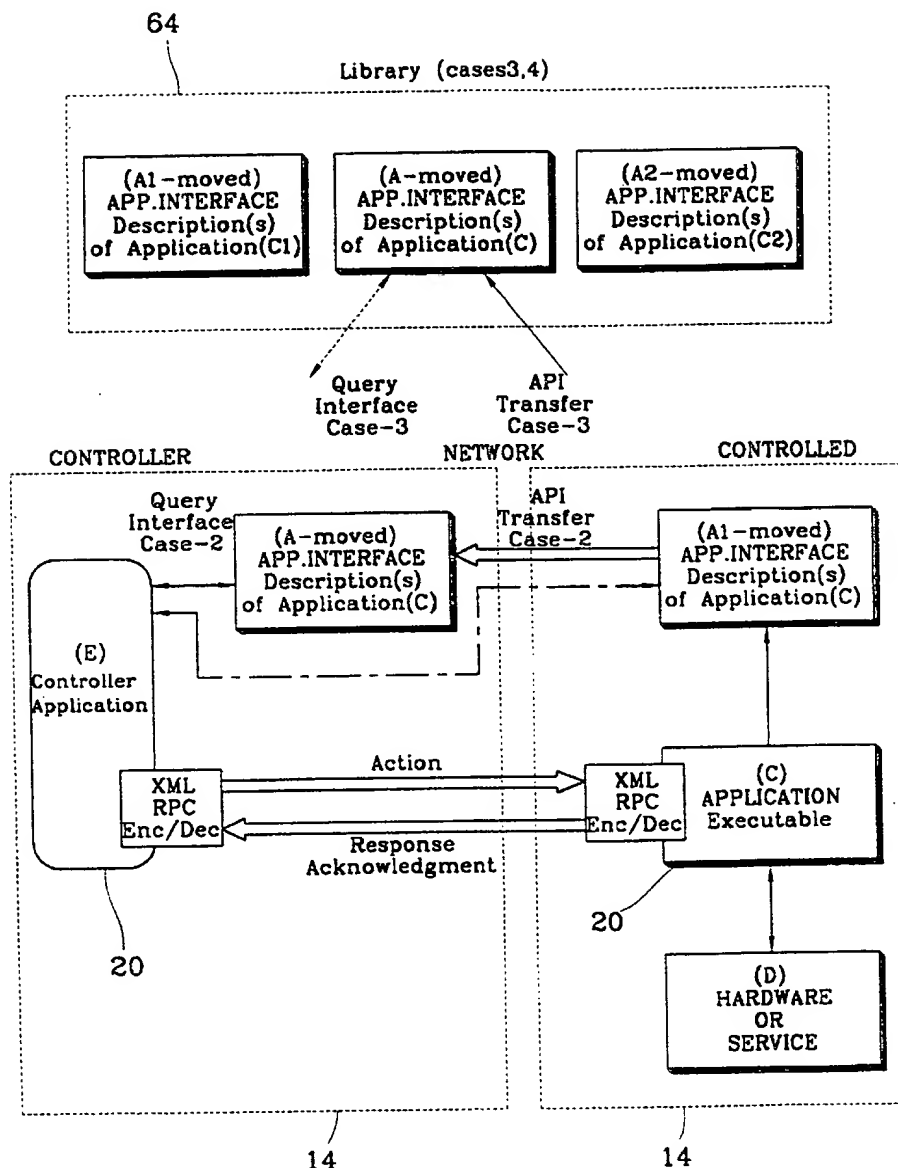 64
Library (cases3,4)
(A1-moved)
APP.INTERFACE
Description(s)
of Application(C1)
(A-moved)
APP.INTERFACE
Description(s)
of Application(C)
(A2-moved)
APP.INTERFACE
Description(s)
of Application(C2)
Query
Interface
Case-3
API
Transfer
Case-3
CONTROLLER
NETWORK
CONTROLLED
Query
Interface
Case-2
(A-moved)
APP.INTERFACE
Description(s)
of Application(C)
API
Transfer
Case-2
(A1-moved)
APP.INTERFACE
Description(s)
of Application(C)
(E)
Controller
Application
XML
RPC
Enc/Dec
Action
Response
Acknowledgment
XML
RPC
Enc/Dec
(C)
APPLICATION
Executable
20
20
(D)
HARDWARE
OR
SERVICE
14
14